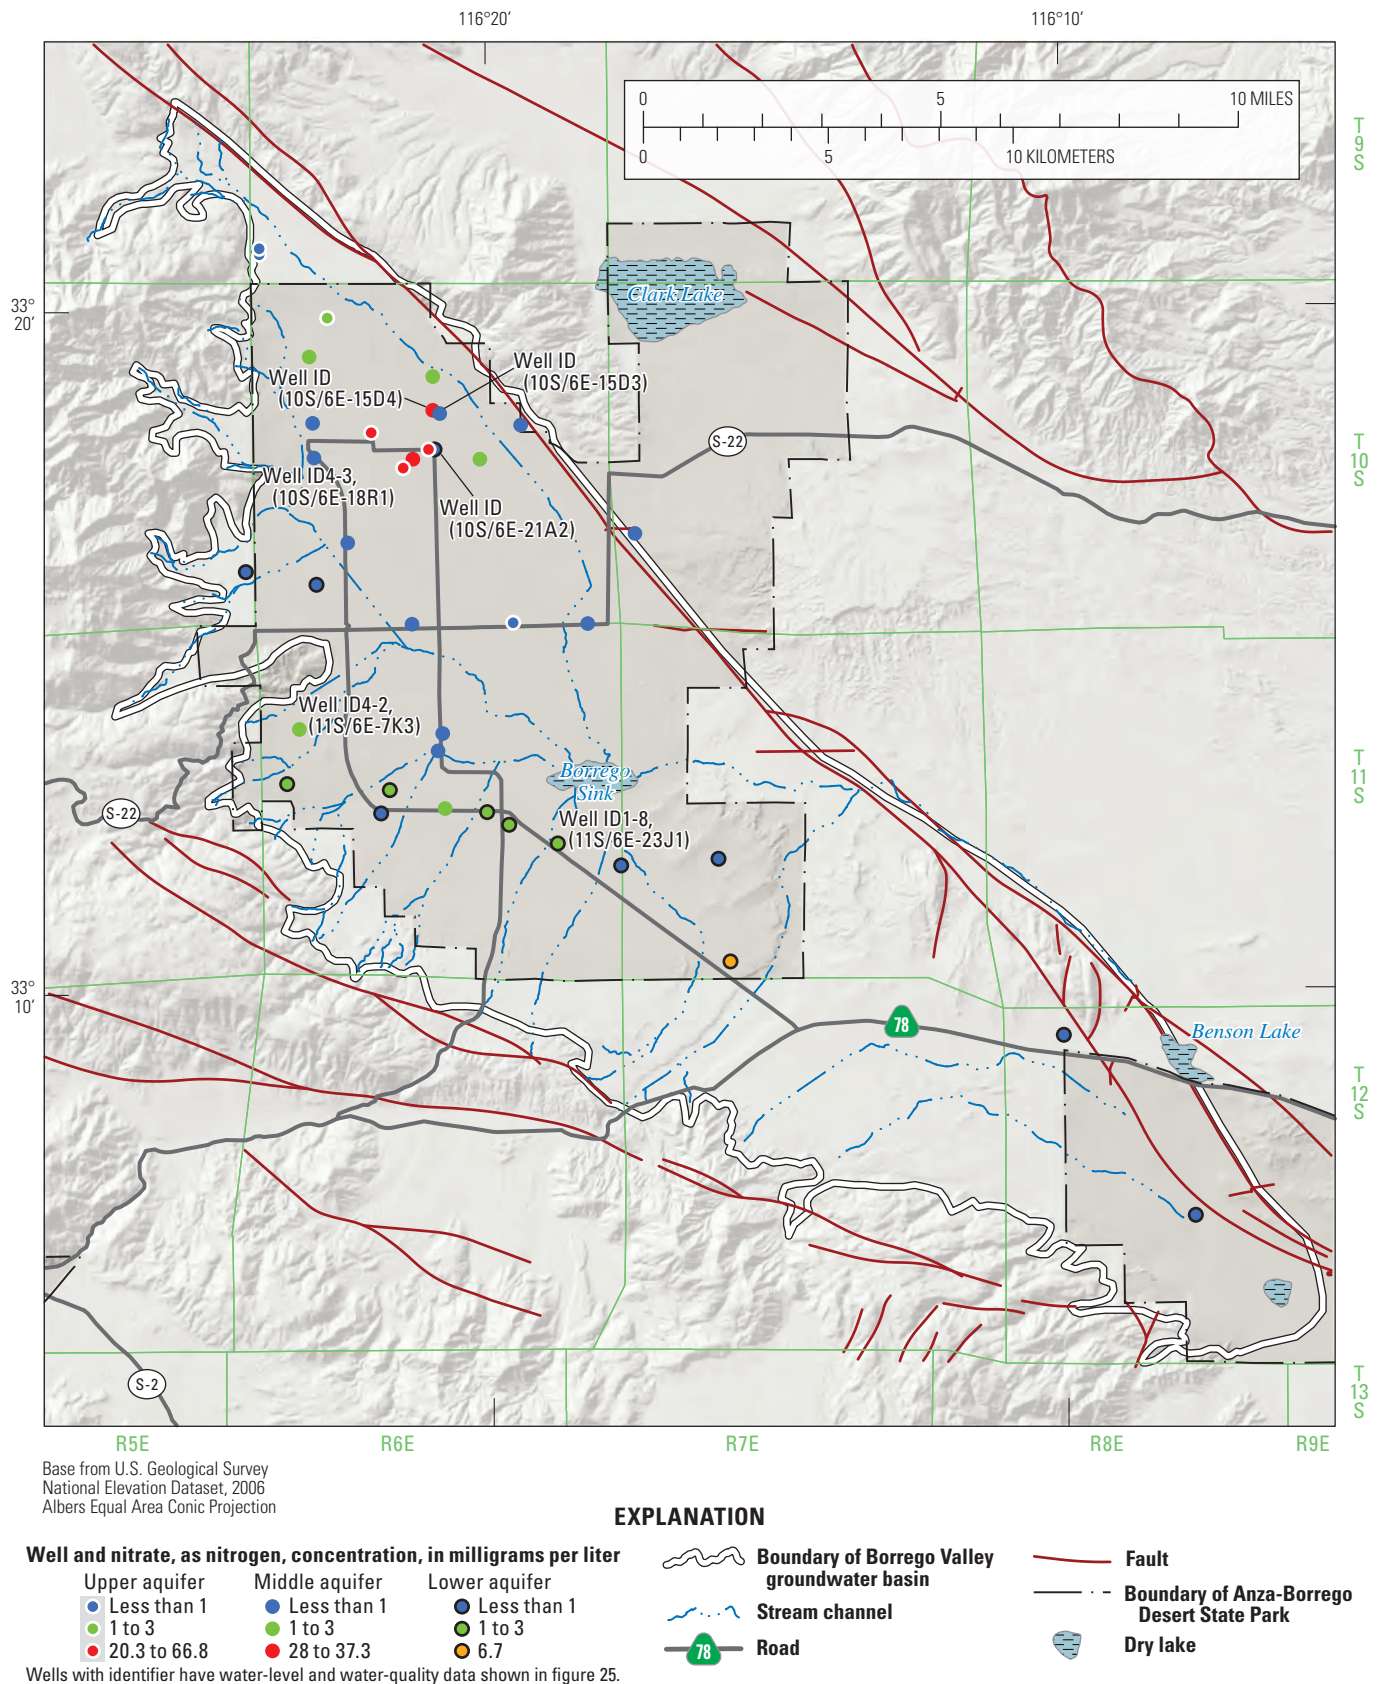 116°20'
116°10'
0 5 10 MILES
0 5 10 KILOMETERS
T
9
S
33°
20'
Clark Lake
Well ID
(10S/6E-15D3)
Well ID
(10S/6E-15D4)
S-22
T
10
S
Well ID4-3,
(10S/6E-18R1)
Well ID
(10S/6E-21A2)
Well ID4-2,
(11S/6E-7K3)
Borrego
Sink
T
11
S
S-22
Well ID1-8,
(11S/6E-23J1)
33°
10'
78
Benson Lake
T
12
S
S-2
T
13
S
R5E
R6E
R7E
R8E
R9E
Base from U.S. Geological Survey
National Elevation Dataset, 2006
Albers Equal Area Conic Projection
EXPLANATION
Well and nitrate, as nitrogen, concentration, in milligrams per liter
Upper aquifer
Less than 1
1 to 3
20.3 to 66.8
Middle aquifer
Less than 1
1 to 3
28 to 37.3
Lower aquifer
Less than 1
1 to 3
6.7
Wells with identifier have water-level and water-quality data shown in figure 25.
Boundary of Borrego Valley
groundwater basin
Stream channel
78
Road
Fault
Boundary of Anza-Borrego
Desert State Park
Dry lake